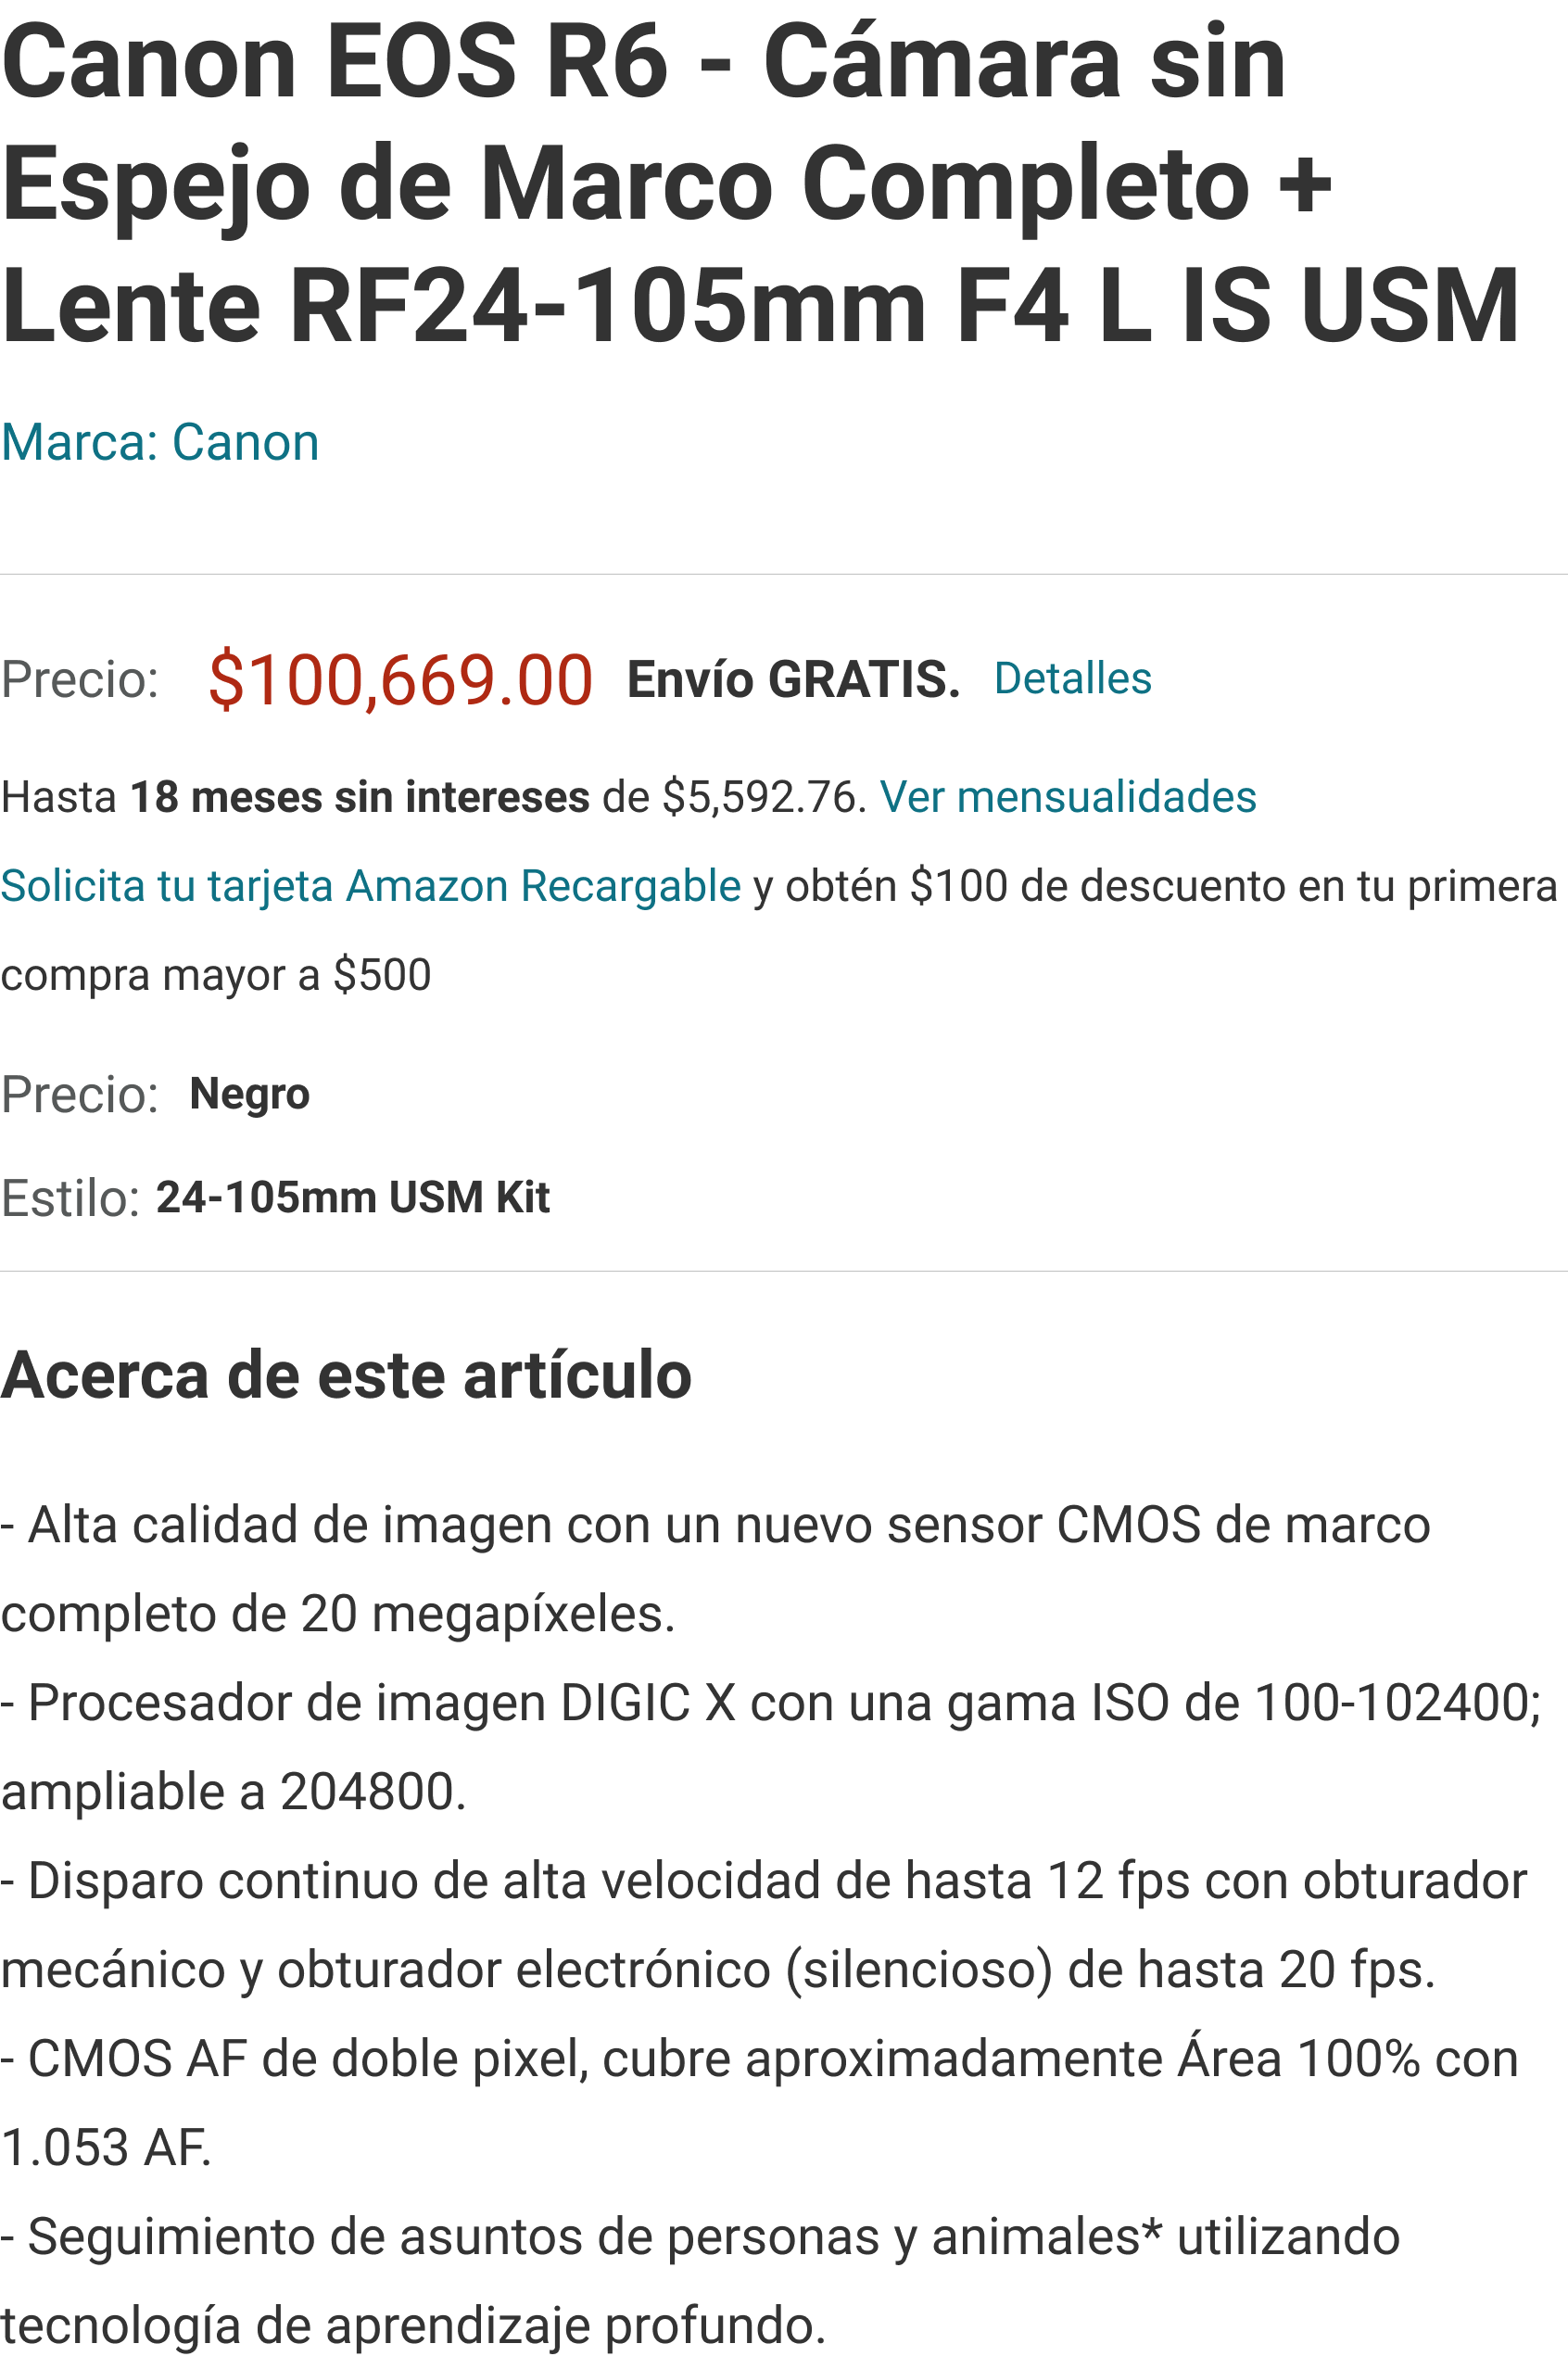 Canon EOS R6 - Cámara sin
Espejo de Marco Completo +
Lente RF24-105mm F4 L IS USM
Marca: Canon
Precio: $100,669.00 Envío GRATIS. Detalles
Hasta 18 meses sin intereses de $5,592.76. Ver mensualidades
Solicita tu tarjeta Amazon Recargable y obtén $100 de descuento en tu primera
compra mayor a $500
Precio: Negro
Estilo: 24-105mm USM Kit
Acerca de este artículo
- Alta calidad de imagen con un nuevo sensor CMOS de marco
completo de 20 megapíxeles.
- Procesador de imagen DIGIC X con una gama ISO de 100-102400;
ampliable a 204800.
- Disparo continuo de alta velocidad de hasta 12 fps con obturador
mecánico y obturador electrónico (silencioso) de hasta 20 fps.
- CMOS AF de doble pixel, cubre aproximadamente Área 100% con
1.053 AF.
- Seguimiento de asuntos de personas y animales* utilizando
tecnología de aprendizaje profundo.